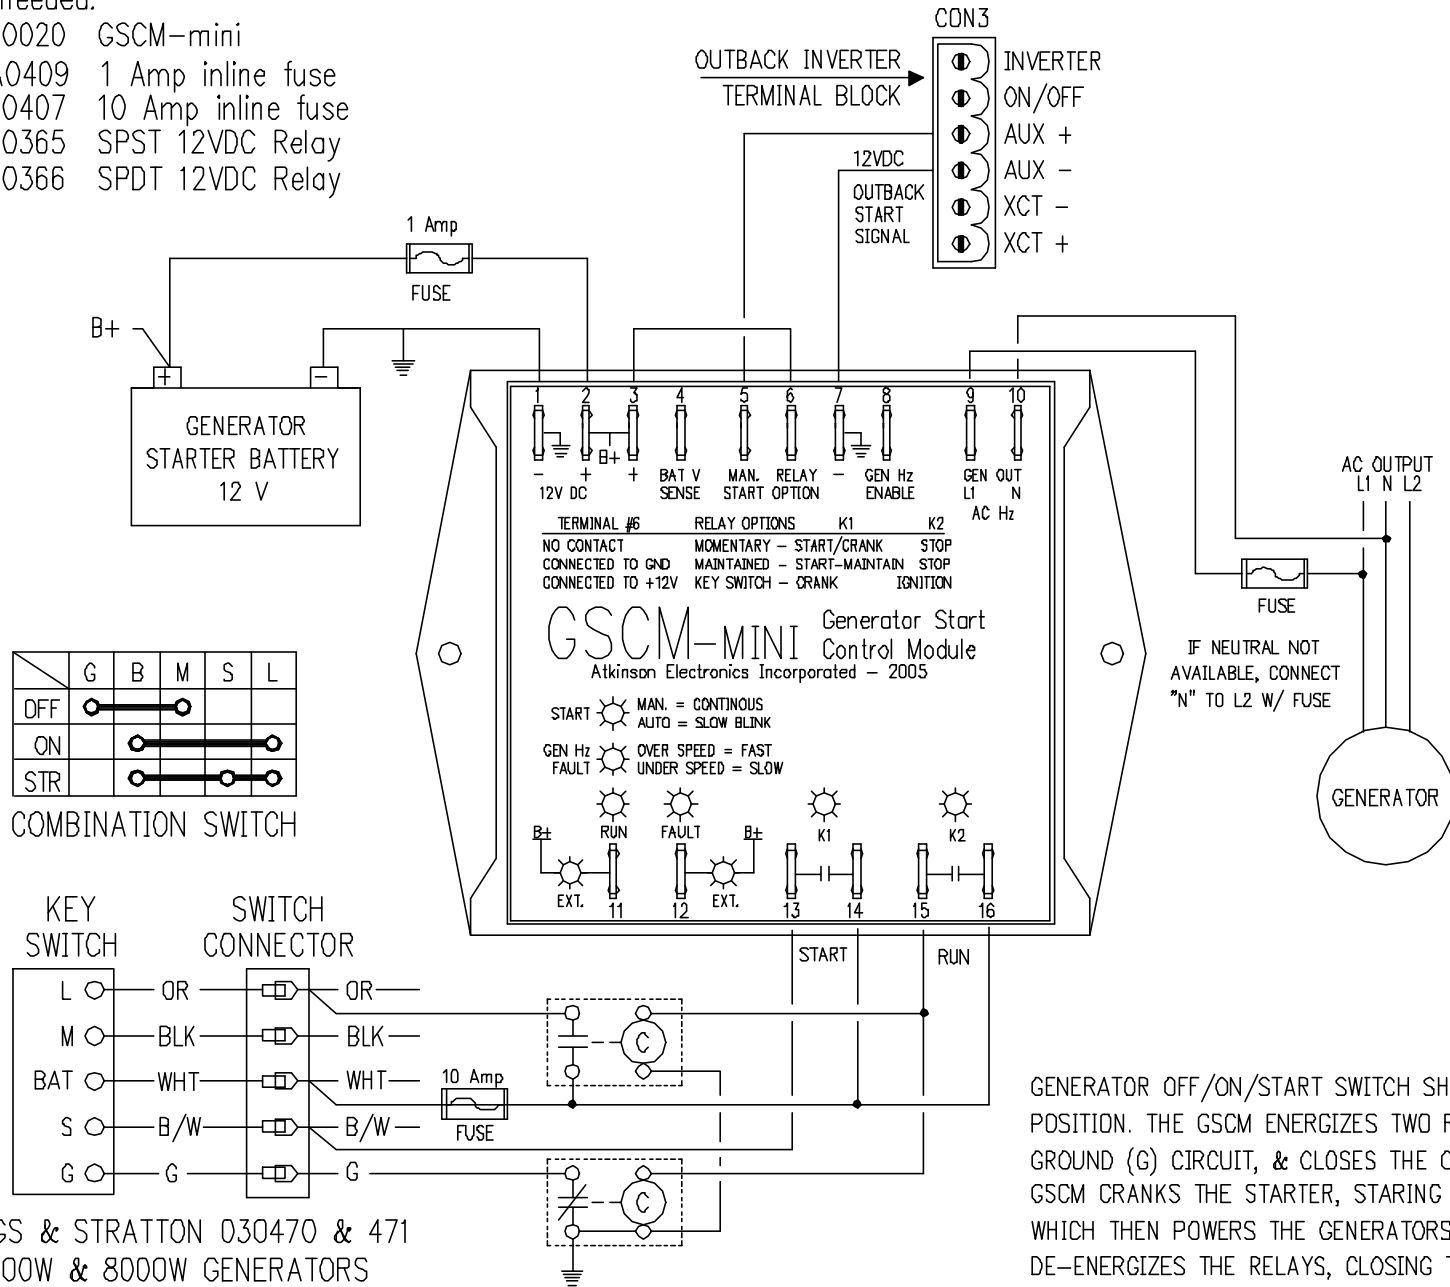 needed:
0020 GSCM-mini
A0409 1 Amp inline fuse
0407 10 Amp inline fuse
0365 SPST 12VDC Relay
0366 SPDT 12VDC Relay
CON3
OUTBACK INVERTER
TERMINAL BLOCK
INVERTER
ON/OFF
AUX +
AUX -
XCT -
XCT +
12VDC
OUTBACK
START
SIGNAL
1 Amp
FUSE
B+
+ -
GENERATOR
STARTER BATTERY
12 V
1 2 3 4 5 6 7 8 9 10
B+
- + + BAT V MAN. RELAY - GEN Hz GEN OUT
12V DC SENSE START OPTION ENABLE L1 N
AC Hz
TERMINAL #6 RELAY OPTIONS K1 K2
NO CONTACT MOMENTARY - START/CRANK STOP
CONNECTED TO GND MAINTAINED - START-MAINTAIN STOP
CONNECTED TO +12V KEY SWITCH - CRANK IGNITION
GSCM-MINI Generator Start
Control Module
Atkinson Electronics Incorporated - 2005
START MAN. = CONTINOUS
AUTO = SLOW BLINK
GEN Hz OVER SPEED = FAST
FAULT UNDER SPEED = SLOW
B+ RUN FAULT B+ K1 K2
EXT. EXT.
11 12 13 14 15 16
START RUN
AC OUTPUT
L1 N L2
FUSE
IF NEUTRAL NOT
AVAILABLE, CONNECT
"N" TO L2 W/ FUSE
GENERATOR
G B M S L
OFF
ON
STR
COMBINATION SWITCH
KEY
SWITCH
SWITCH
CONNECTOR
L OR OR
M BLK BLK
BAT WHT WHT
S B/W B/W
G G G
10 Amp
FUSE
C
C
GS & STRATTON 030470 & 471
00W & 8000W GENERATORS
GENERATOR OFF/ON/START SWITCH SH
POSITION. THE GSCM ENERGIZES TWO R
GROUND (G) CIRCUIT, & CLOSES THE
GSCM CRANKS THE STARTER, STARING
WHICH THEN POWERS THE GENERATORS
DE-ENERGIZES THE RELAYS, CLOSING T